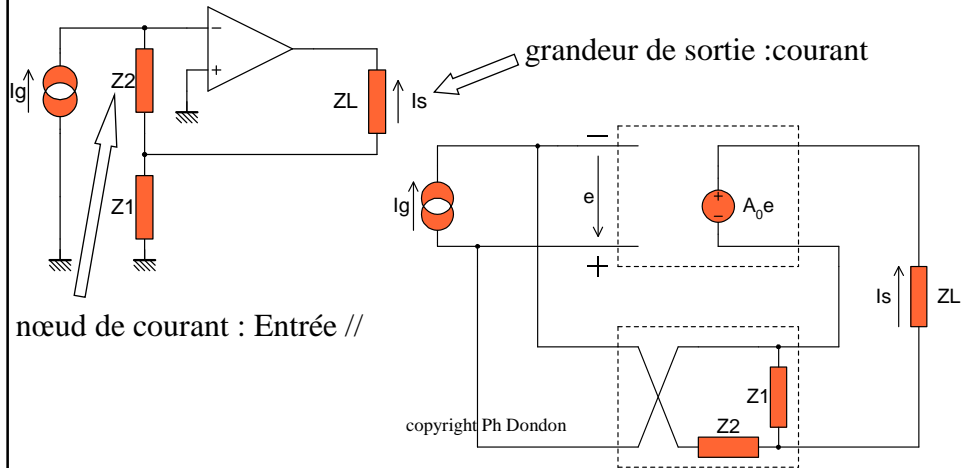 grandeur de sortie :courant
Ig
Z2
−
+
ZL
Is
Z1
nœud de courant : Entrée //
Ig
−
e
+
+
−
A₀e
Is
ZL
Z1
Z2
copyright Ph Dondon